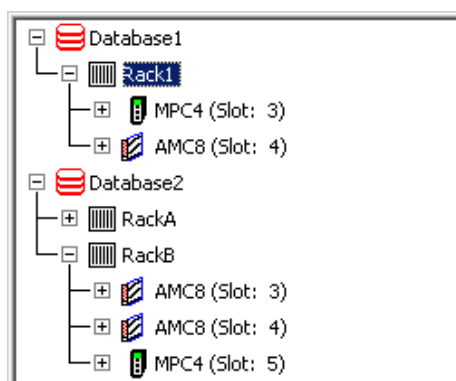 Database1
Rack1
MPC4 (Slot: 3)
AMC8 (Slot: 4)
Database2
RackA
RackB
AMC8 (Slot: 3)
AMC8 (Slot: 4)
MPC4 (Slot: 5)